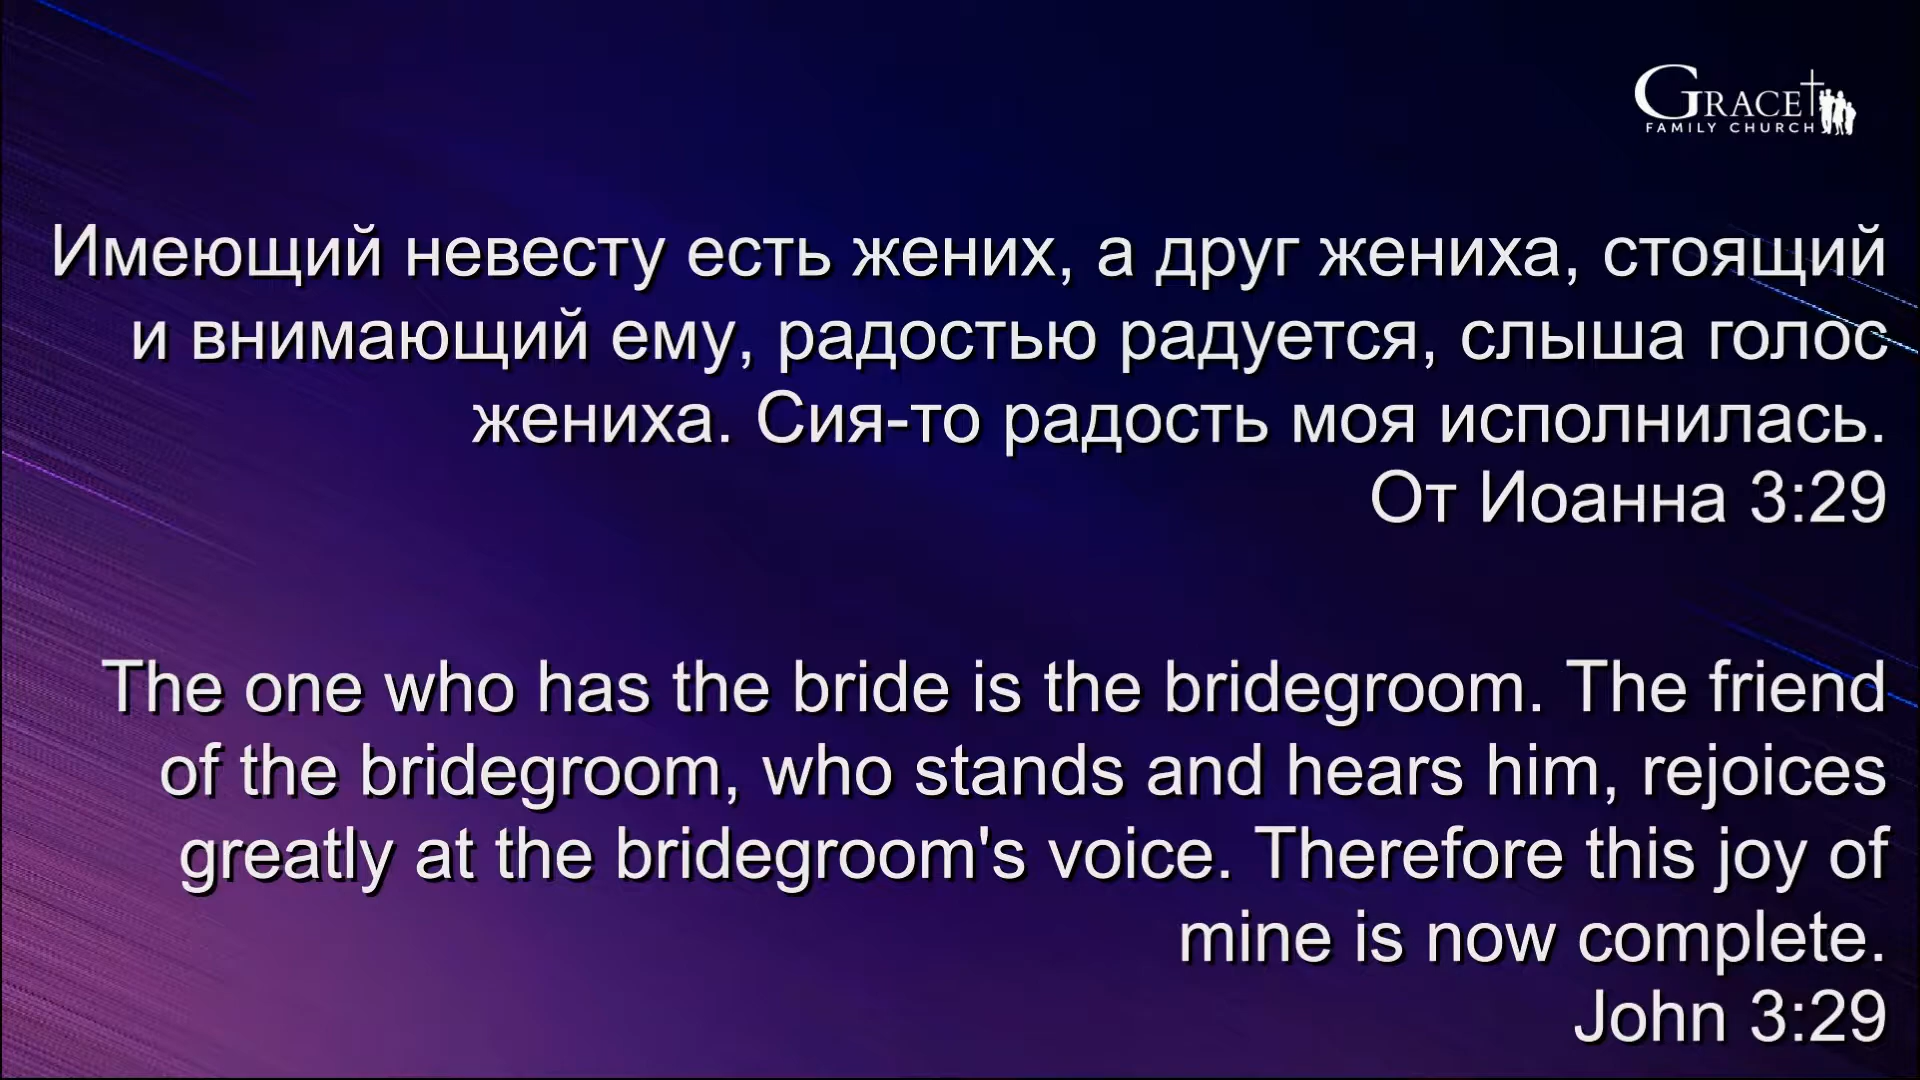 GRACE
FAMILY CHURCH
Имеющий невесту есть жених, а друг жениха, стоящий
и внимающий ему, радостью радуется, слыша голос
жениха. Сия-то радость моя исполнилась.
От Иоанна 3:29
The one who has the bride is the bridegroom. The friend
of the bridegroom, who stands and hears him, rejoices
greatly at the bridegroom's voice. Therefore this joy of
mine is now complete.
John 3:29